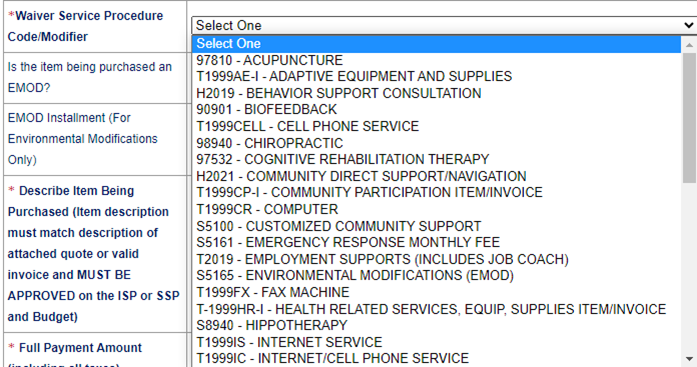 *Waiver Service Procedure
Code/Modifier
Select One
Select One
97810 - ACUPUNCTURE
Is the item being purchased an
EMOD?
T1999AE-I - ADAPTIVE EQUIPMENT AND SUPPLIES
H2019 - BEHAVIOR SUPPORT CONSULTATION
90901 - BIOFEEDBACK
EMOD Installment (For
Environmental Modifications
Only)
T1999CELL - CELL PHONE SERVICE
98940 - CHIROPRACTIC
97532 - COGNITIVE REHABILITATION THERAPY
H2021 - COMMUNITY DIRECT SUPPORT/NAVIGATION
* Describe Item Being
Purchased (Item description
must match description of
attached quote or valid
invoice and MUST BE
APPROVED on the ISP or SSP
and Budget)
T1999CP-I - COMMUNITY PARTICIPATION ITEM/INVOICE
T1999CR - COMPUTER
S5100 - CUSTOMIZED COMMUNITY SUPPORT
S5161 - EMERGENCY RESPONSE MONTHLY FEE
T2019 - EMPLOYMENT SUPPORTS (INCLUDES JOB COACH)
S5165 - ENVIRONMENTAL MODIFICATIONS (EMOD)
T1999FX - FAX MACHINE
T-1999HR-I - HEALTH RELATED SERVICES, EQUIP, SUPPLIES ITEM/INVOICE
S8940 - HIPPOTHERAPY
* Full Payment Amount
(including all taxes)
T1999IS - INTERNET SERVICE
T1999IC - INTERNET/CELL PHONE SERVICE